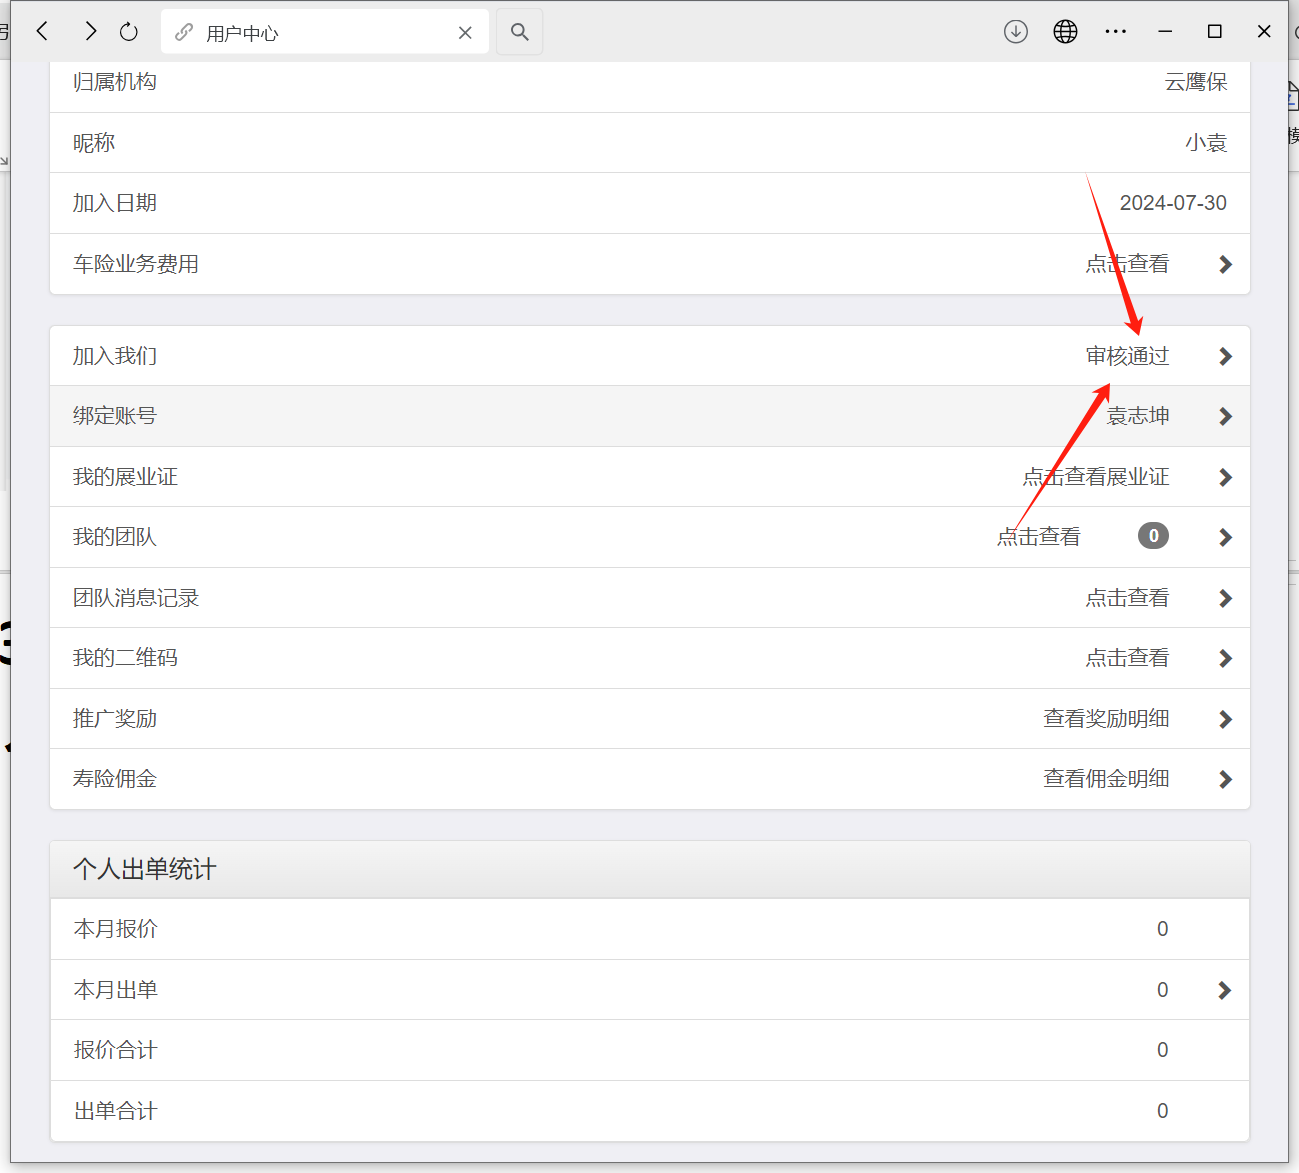 用户中心
归属机构 云鹰保
昵称 小袁
加入日期 2024-07-30
车险业务费用 点击查看
加入我们 审核通过
绑定账号 袁志坤
我的展业证 点击查看展业证
我的团队 点击查看 0
团队消息记录 点击查看
我的二维码 点击查看
推广奖励 查看奖励明细
寿险佣金 查看佣金明细
个人出单统计
本月报价 0
本月出单 0
报价合计 0
出单合计 0